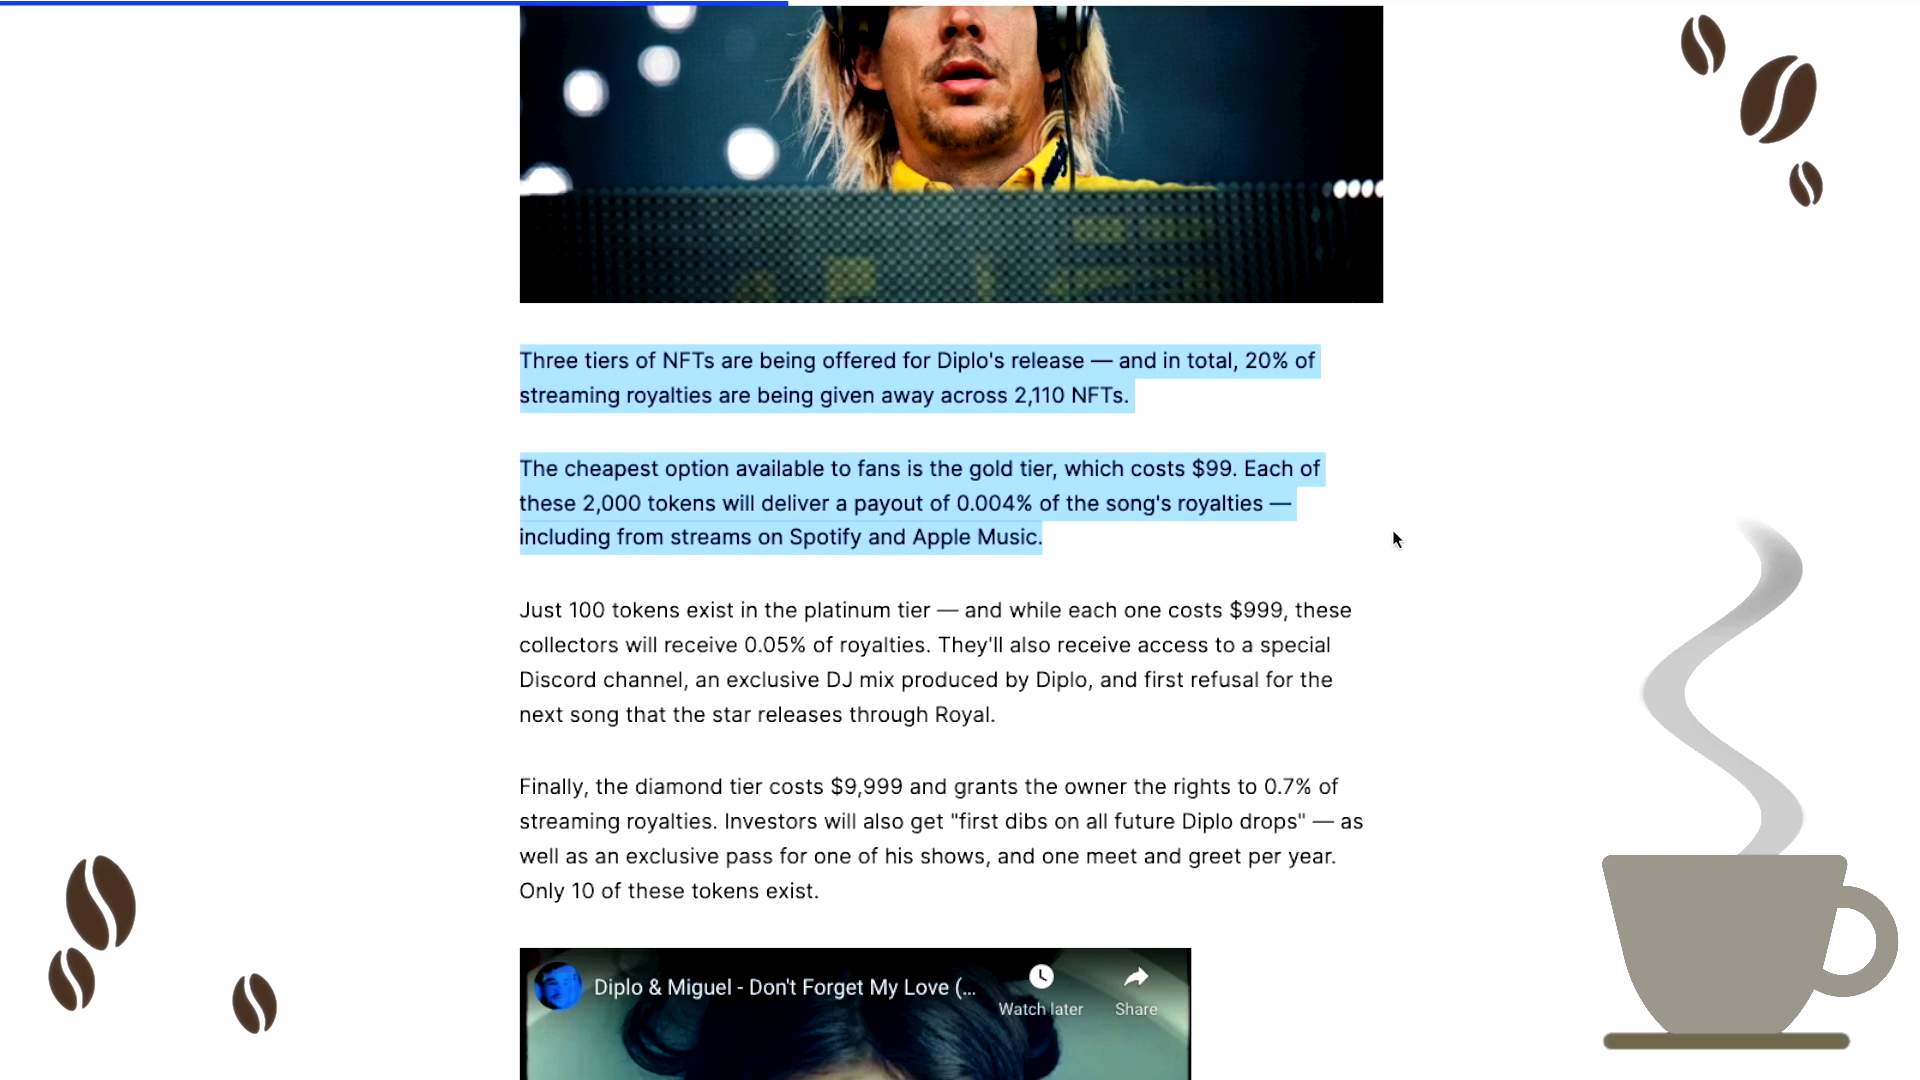 Three tiers of NFTs are being offered for Diplo's release — and in total, 20% of
streaming royalties are being given away across 2,110 NFTs.
The cheapest option available to fans is the gold tier, which costs $99. Each of
these 2,000 tokens will deliver a payout of 0.004% of the song's royalties —
including from streams on Spotify and Apple Music.
Just 100 tokens exist in the platinum tier — and while each one costs $999, these
collectors will receive 0.05% of royalties. They'll also receive access to a special
Discord channel, an exclusive DJ mix produced by Diplo, and first refusal for the
next song that the star releases through Royal.
Finally, the diamond tier costs $9,999 and grants the owner the rights to 0.7% of
streaming royalties. Investors will also get "first dibs on all future Diplo drops" — as
well as an exclusive pass for one of his shows, and one meet and greet per year.
Only 10 of these tokens exist.
Diplo & Miguel - Don't Forget My Love (...
Watch later
Share